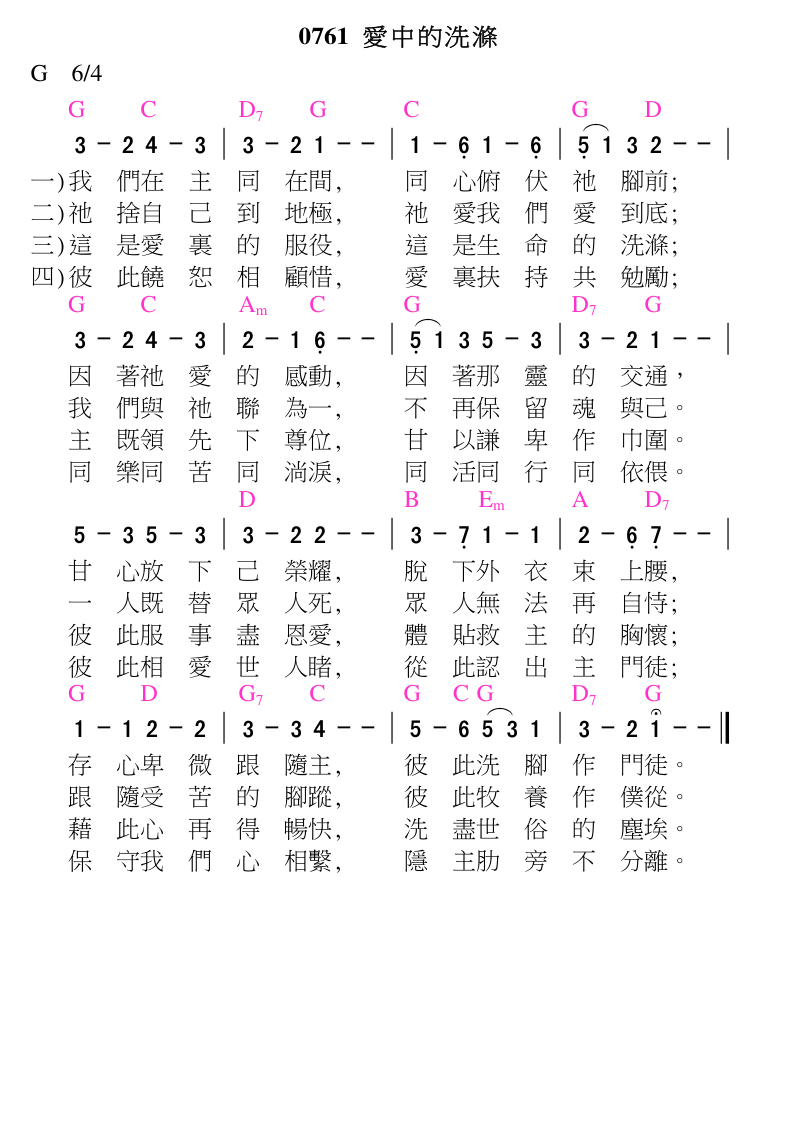 0761 愛中的洗滌
G 6/4
G C D7 G C G D
3 - 2 4 - 3 | 3 - 2 1 - - | 1 - 6̣ 1 - 6̣ | 5̣ 1 3 2 - - |
一)我 們在 主 同 在間, 同 心俯 伏 祂 腳前;
二)祂 捨自 己 到 地極, 祂 愛我 們 愛 到底;
三)這 是愛 裏 的 服役, 這 是生 命 的 洗滌;
四)彼 此饒 恕 相 顧惜, 愛 裏扶 持 共 勉勵;
G C Am C G D7 G
3 - 2 4 - 3 | 2 - 1 6̣ - - | 5̣ 1 3 5 - 3 | 3 - 2 1 - - |
因 著祂 愛 的 感動, 因 著那 靈 的 交通,
我 們與 祂 聯 為一, 不 再保 留 魂 與己。
主 既領 先 下 尊位, 甘 以謙 卑 作 巾圍。
同 樂同 苦 同 淌淚, 同 活同 行 同 依偎。
D B Em A D7
5 - 3 5 - 3 | 3 - 2 2 - - | 3 - 7̣ 1 - 1 | 2 - 6̣ 7̣ - - |
甘 心放 下 己 榮耀, 脫 下外 衣 束 上腰,
一 人既 替 眾 人死, 眾 人無 法 再 自恃;
彼 此服 事 盡 恩愛, 體 貼救 主 的 胸懷;
彼 此相 愛 世 人睹, 從 此認 出 主 門徒;
G D G7 C G C G D7 G
1 - 1 2 - 2 | 3 - 3 4 - - | 5 - 6 5 3 1 | 3 - 2 1 - - ‖
存 心卑 微 跟 隨主, 彼 此洗 腳 作 門徒。
跟 隨受 苦 的 腳蹤, 彼 此牧 養 作 僕從。
藉 此心 再 得 暢快, 洗 盡世 俗 的 塵埃。
保 守我 們 心 相繫, 隱 主肋 旁 不 分離。